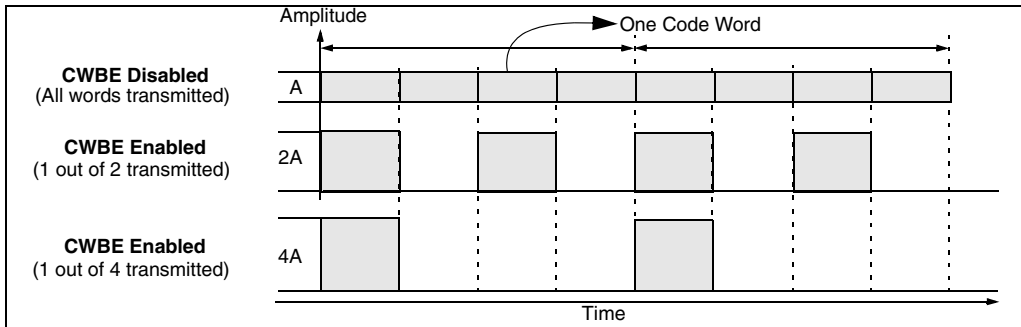 Amplitude
One Code Word
CWBE Disabled
(All words transmitted)
A
CWBE Enabled
(1 out of 2 transmitted)
2A
CWBE Enabled
(1 out of 4 transmitted)
4A
Time